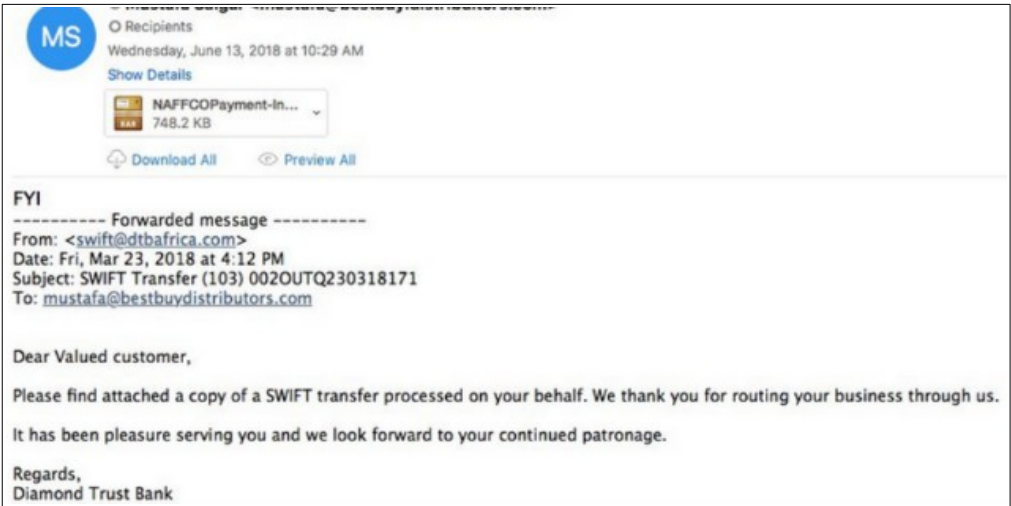 MS
Recipients
Wednesday, June 13, 2018 at 10:29 AM
Show Details
NAFFCOPayment-In...
748.2 KB
Download All Preview All
FYI
---------- Forwarded message ----------
From: <swift@dtbafrica.com>
Date: Fri, Mar 23, 2018 at 4:12 PM
Subject: SWIFT Transfer (103) 002OUTQ230318171
To: mustafa@bestbuydistributors.com
Dear Valued customer,
Please find attached a copy of a SWIFT transfer processed on your behalf. We thank you for routing your business through us.
It has been pleasure serving you and we look forward to your continued patronage.
Regards,
Diamond Trust Bank